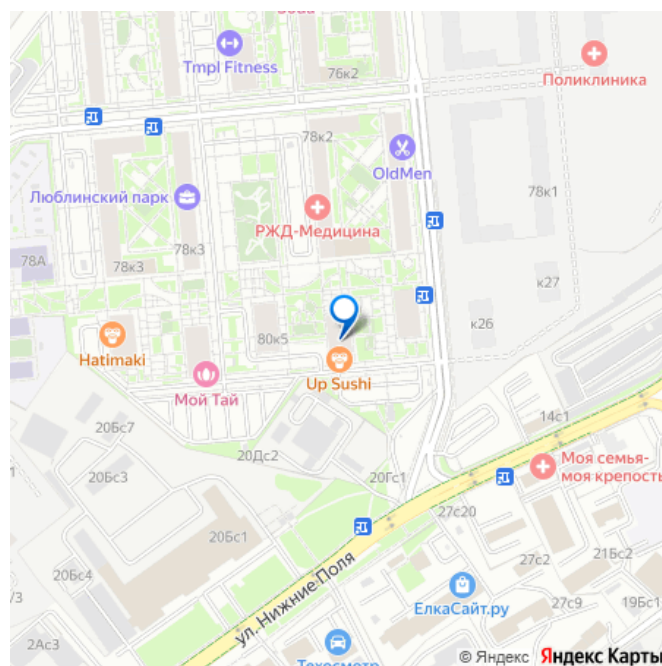 Tmpl Fitness
76к2
Поликлиника
78к2
OldMen
Люблинский парк
78к1
РЖД-Медицина
78к3
78А
78к3
к27
к26
80к5
Hatimaki
Мой Тай
Up Sushi
14с1
20Бс7
20Дс2
Моя семья-
моя крепость
20Бс3
20Гс1
27с20
20Бс1
ул. Нижние Поля
27с2
21Бс2
20Бс4
ЕлкаСайт.ру
27с9
19Бс1
/3
2Ас3
Техосмотр
© Яндекс Яндекс Карты